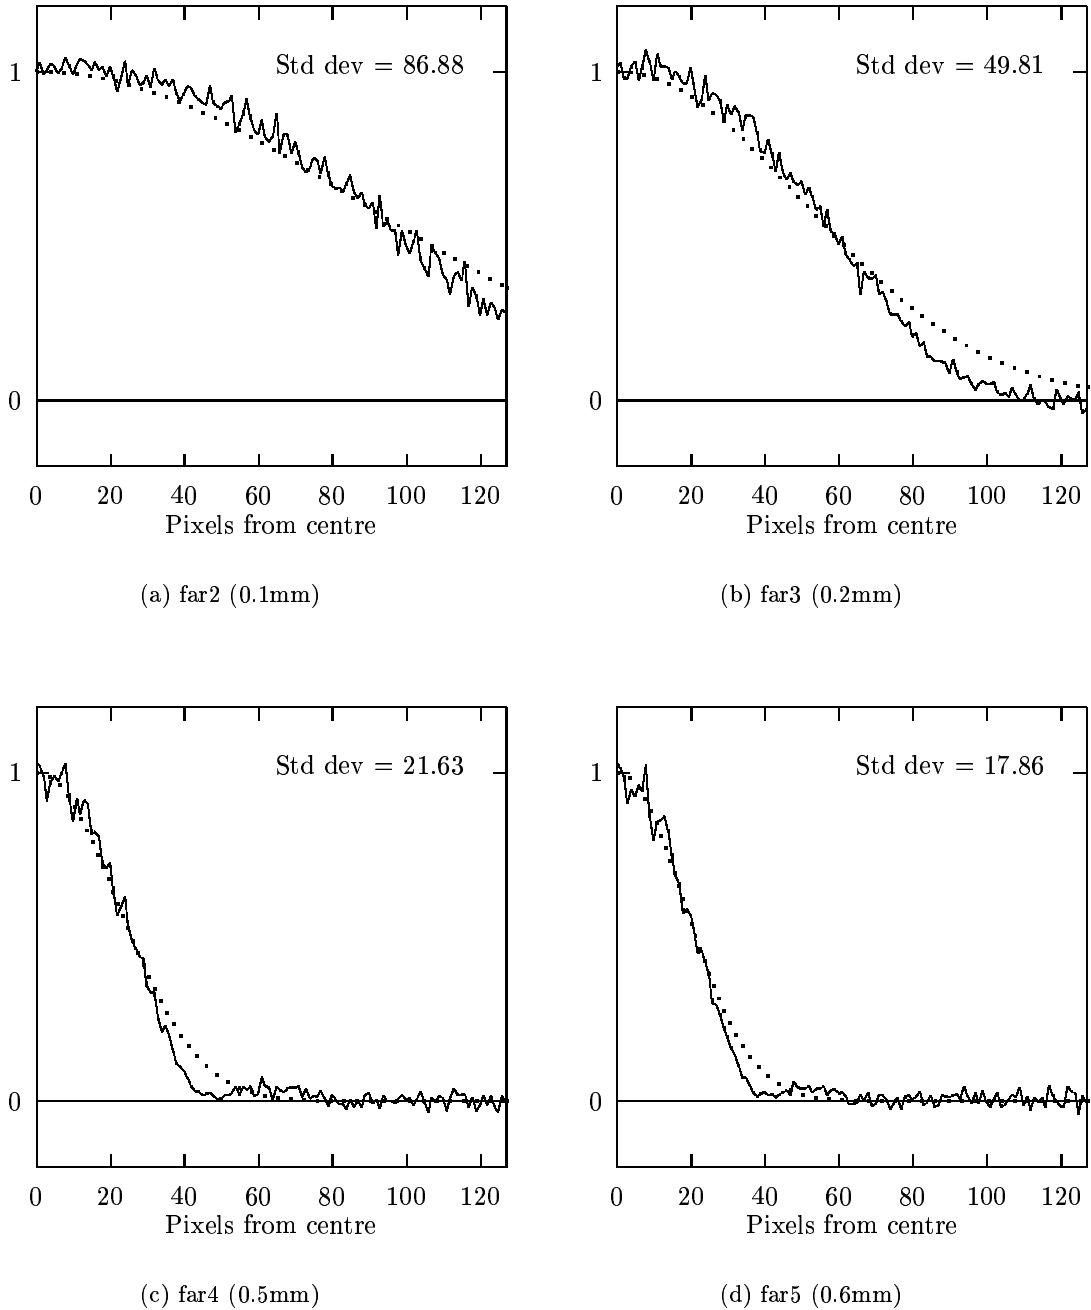 Std dev = 86.88
1
0
0 20 40 60 80 100 120
Pixels from centre
(a) far2 (0.1mm)
Std dev = 49.81
1
0
0 20 40 60 80 100 120
Pixels from centre
(b) far3 (0.2mm)
Std dev = 21.63
1
0
0 20 40 60 80 100 120
Pixels from centre
(c) far4 (0.5mm)
Std dev = 17.86
1
0
0 20 40 60 80 100 120
Pixels from centre
(d) far5 (0.6mm)